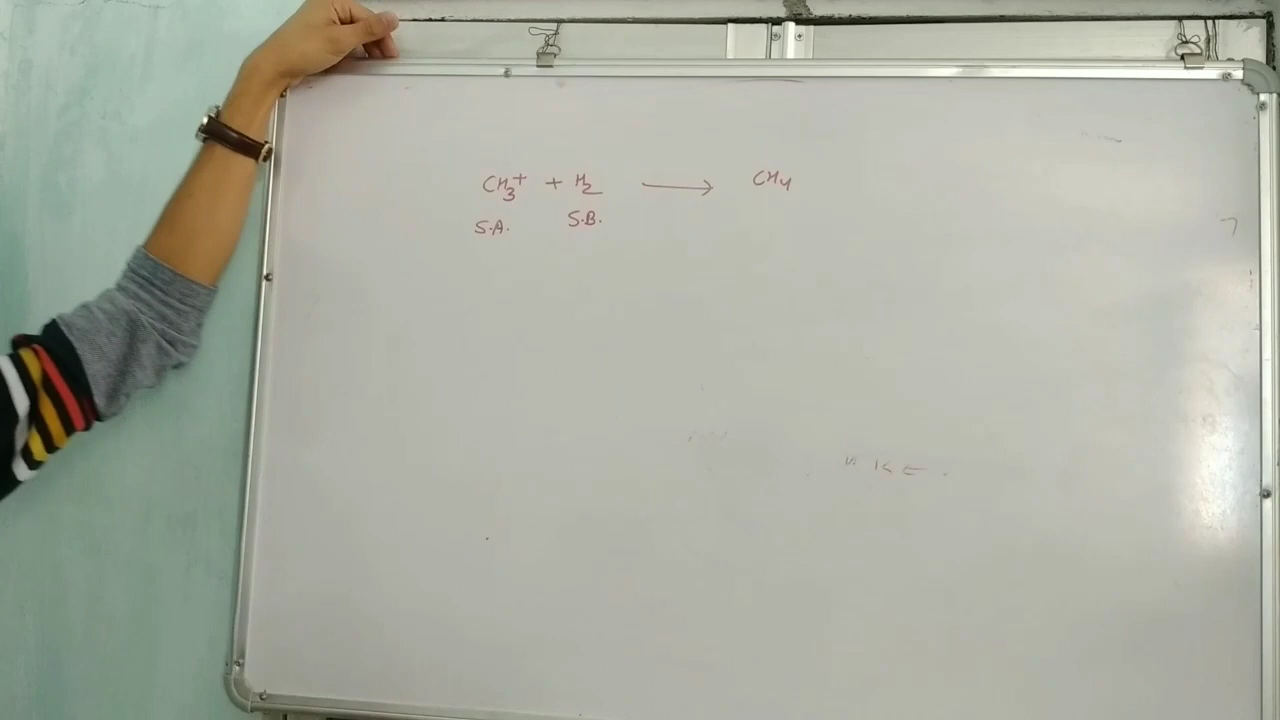 CH₃⁺ + H₂ ⟶ CH₄
S.A. S.B.